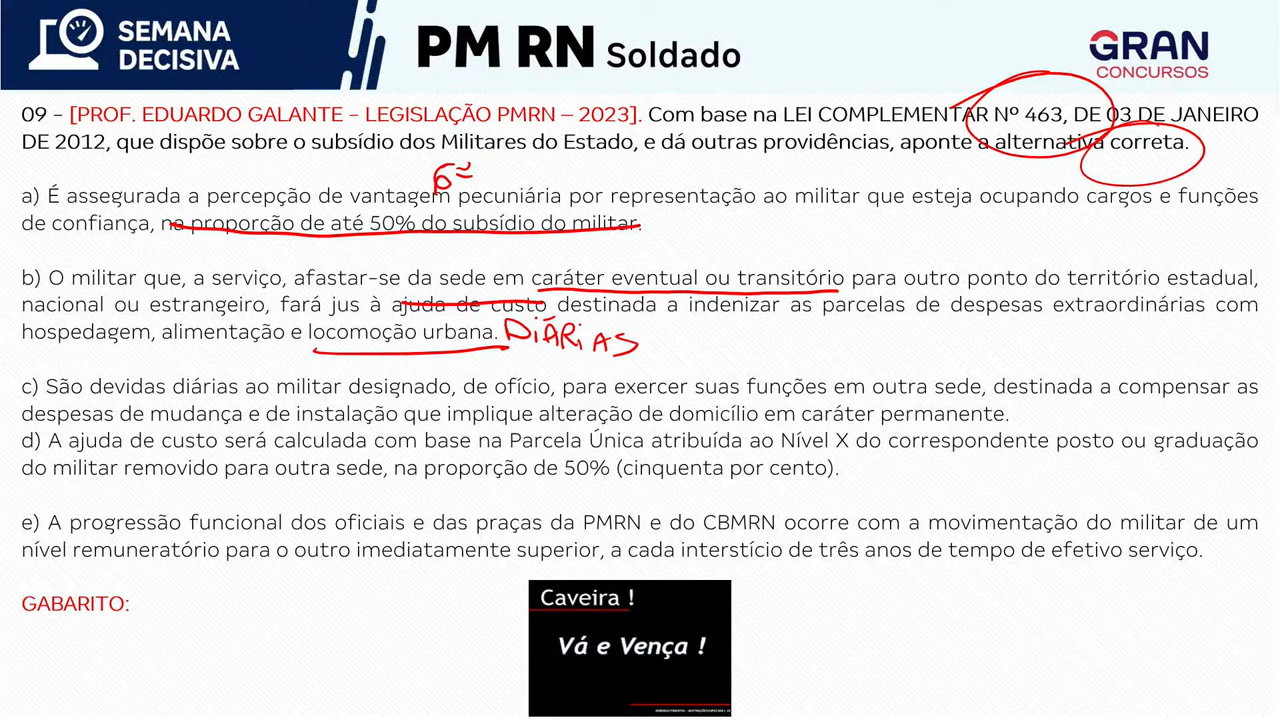 SEMANA
DECISIVA
PM RN Soldado
GRAN
CONCURSOS
09 – [PROF. EDUARDO GALANTE – LEGISLAÇÃO PMRN – 2023]. Com base na LEI COMPLEMENTAR Nº 463, DE 03 DE JANEIRO
DE 2012, que dispõe sobre o subsídio dos Militares do Estado, e dá outras providências, aponte a alternativa correta.
a) É assegurada a percepção de vantagem pecuniária por representação ao militar que esteja ocupando cargos e funções
de confiança, na proporção de até 50% do subsídio do militar.
b) O militar que, a serviço, afastar-se da sede em caráter eventual ou transitório para outro ponto do território estadual,
nacional ou estrangeiro, fará jus à ajuda de custo destinada a indenizar as parcelas de despesas extraordinárias com
hospedagem, alimentação e locomoção urbana. DIÁRIAS
c) São devidas diárias ao militar designado, de ofício, para exercer suas funções em outra sede, destinada a compensar as
despesas de mudança e de instalação que implique alteração de domicílio em caráter permanente.
d) A ajuda de custo será calculada com base na Parcela Única atribuída ao Nível X do correspondente posto ou graduação
do militar removido para outra sede, na proporção de 50% (cinquenta por cento).
e) A progressão funcional dos oficiais e das praças da PMRN e do CBMRN ocorre com a movimentação do militar de um
nível remuneratório para o outro imediatamente superior, a cada interstício de três anos de tempo de efetivo serviço.
GABARITO:
Caveira !
Vá e Vença !